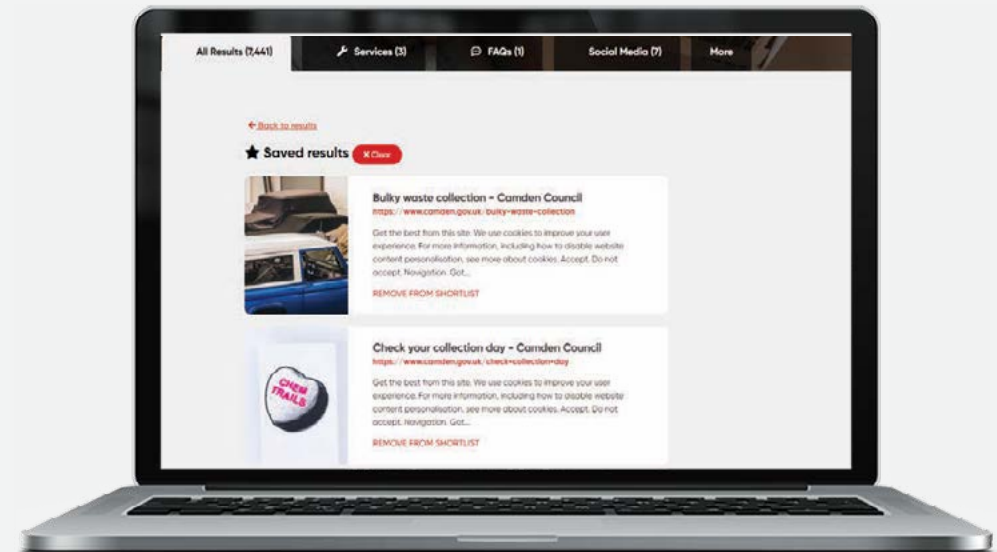 All Results (7,441)
Services (3)
FAQs (1)
Social Media (7)
More
Back to results
Saved results
X Clear
Bulky waste collection - Camden Council
https://www.camden.gov.uk/bulky-waste-collection
Get the best from this site. We use cookies to improve your user
experience. For more information, including how to disable website
content personalisation, see more about cookies. Accept. Do not
accept. Navigation. Got...
REMOVE FROM SHORTLIST
CHEM
TRAILS
Check your collection day - Camden Council
https://www.camden.gov.uk/check-collection-day
Get the best from this site. We use cookies to improve your user
experience. For more information, including how to disable website
content personalisation, see more about cookies. Accept. Do not
accept. Navigation. Got...
REMOVE FROM SHORTLIST